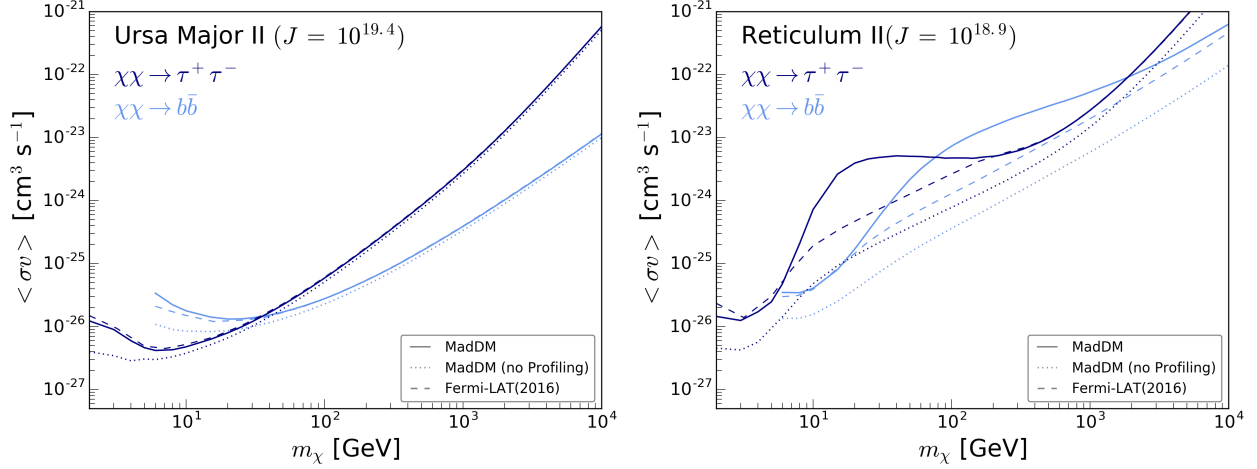 Ursa Major II (J = 10^19.4)
χχ → τ⁺ τ⁻
χχ → bb̄
10^-21
10^-22
10^-23
10^-24
10^-25
10^-26
10^-27
< σv > [cm³ s⁻¹]
MadDM
MadDM (no Profiling)
Fermi-LAT(2016)
10^1
10^2
10^3
10^4
m_χ [GeV]
Reticulum II(J = 10^18.9)
χχ → τ⁺ τ⁻
χχ → bb̄
10^-21
10^-22
10^-23
10^-24
10^-25
10^-26
10^-27
< σv > [cm³ s⁻¹]
MadDM
MadDM (no Profiling)
Fermi-LAT(2016)
10^1
10^2
10^3
10^4
m_χ [GeV]